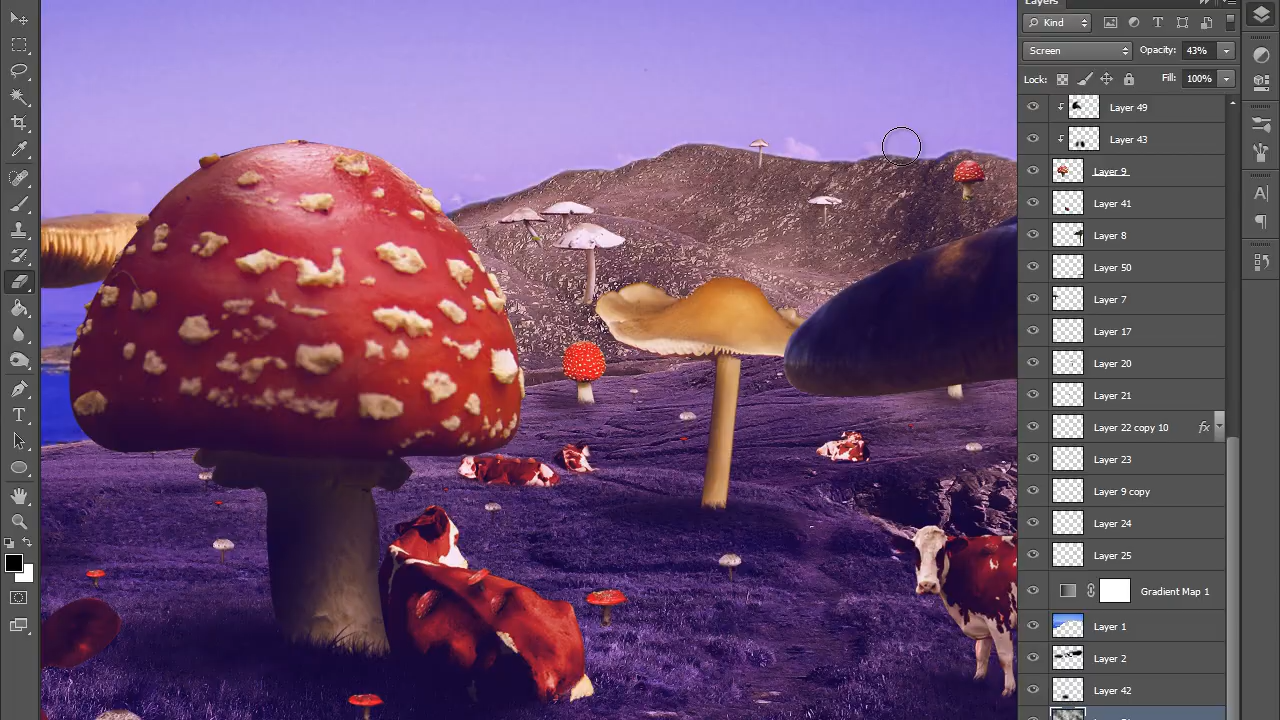 Layers
Kind
Screen
Opacity:
43%
Lock:
Fill:
100%
Layer 49
Layer 43
Layer 9
Layer 41
Layer 8
Layer 50
Layer 7
Layer 17
Layer 20
Layer 21
Layer 22 copy 10
fx
Layer 23
Layer 9 copy
Layer 24
Layer 25
Gradient Map 1
Layer 1
Layer 2
Layer 42